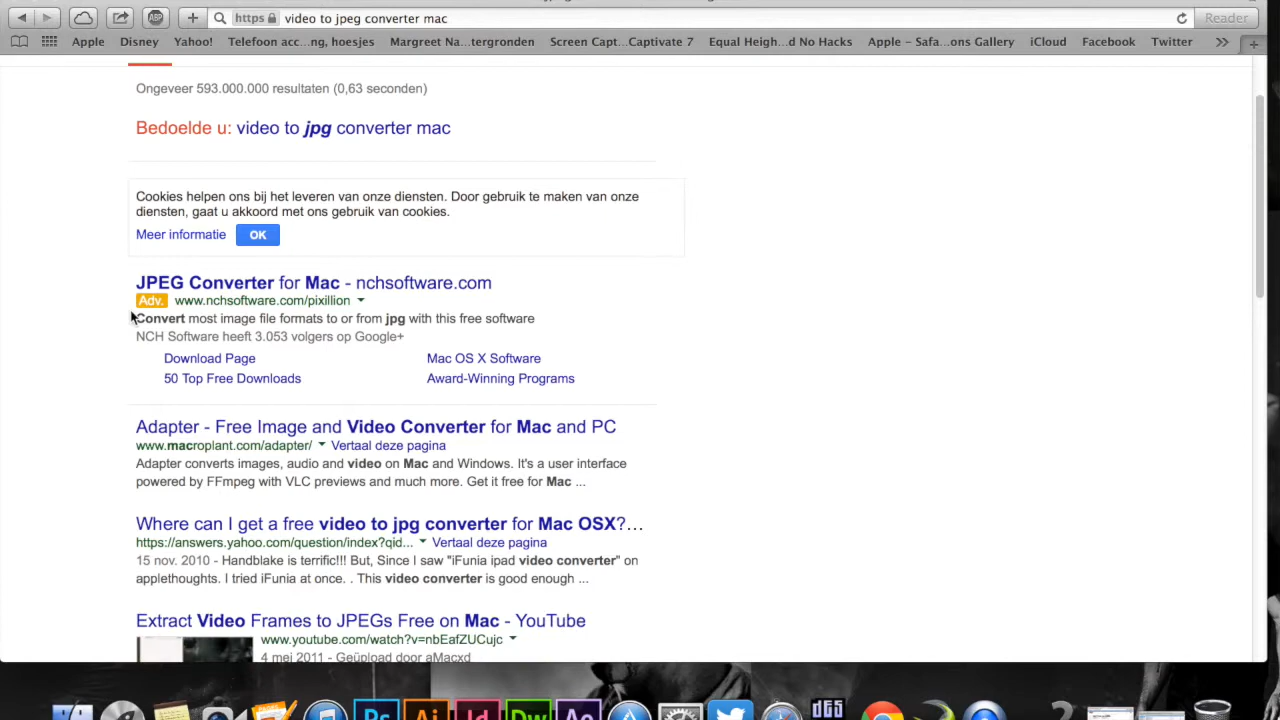 https video to jpeg converter mac Reader
Apple Disney Yahoo! Telefoon acc...ng, hoesjes Margreet Na...tergronden Screen Capt...Captivate 7 Equal Heigh...d No Hacks Apple – Safa...ons Gallery iCloud Facebook Twitter
Ongeveer 593.000.000 resultaten (0,63 seconden)
Bedoelde u: video to jpg converter mac
Cookies helpen ons bij het leveren van onze diensten. Door gebruik te maken van onze
diensten, gaat u akkoord met ons gebruik van cookies.
Meer informatie OK
JPEG Converter for Mac - nchsoftware.com
Adv. www.nchsoftware.com/pixillion
Convert most image file formats to or from jpg with this free software
NCH Software heeft 3.053 volgers op Google+
Download Page Mac OS X Software
50 Top Free Downloads Award-Winning Programs
Adapter - Free Image and Video Converter for Mac and PC
www.macroplant.com/adapter/ Vertaal deze pagina
Adapter converts images, audio and video on Mac and Windows. It's a user interface
powered by FFmpeg with VLC previews and much more. Get it free for Mac ...
Where can I get a free video to jpg converter for Mac OSX?...
https://answers.yahoo.com/question/index?qid... Vertaal deze pagina
15 nov. 2010 - Handblake is terrific!!! But, Since I saw "iFunia ipad video converter" on
applethoughts. I tried iFunia at once. . This video converter is good enough ...
Extract Video Frames to JPEGs Free on Mac - YouTube
www.youtube.com/watch?v=nbEafZUCujc
4 mei 2011 - Geüpload door aMacxd
Ps Ai Id Dw Ae DES